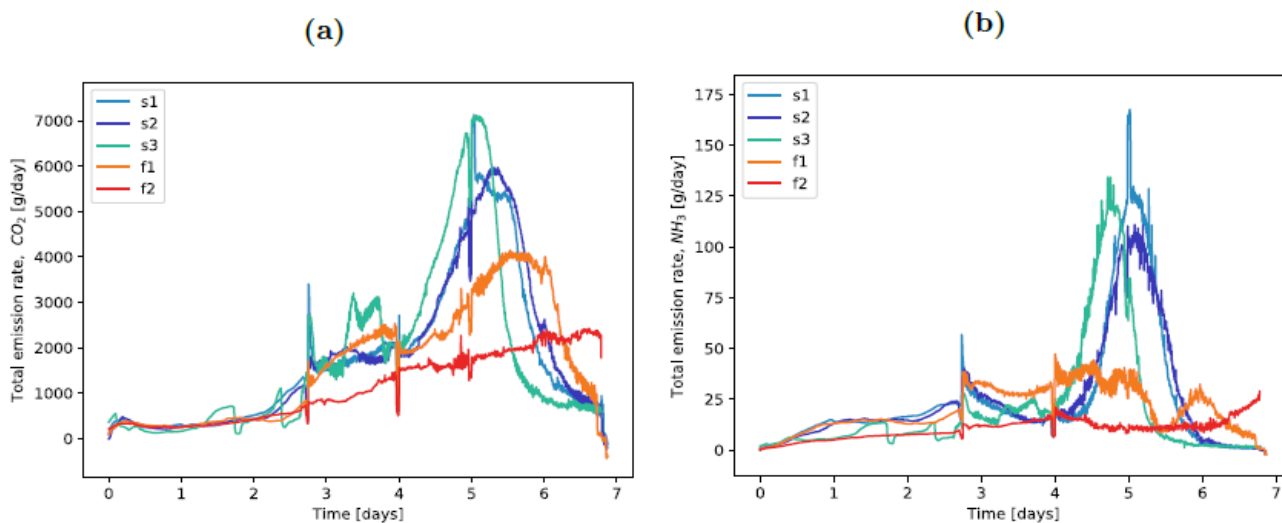 (a)
Total emission rate, CO₂ [g/day]
7000
6000
5000
4000
3000
2000
1000
0
s1
s2
s3
f1
f2
0 1 2 3 4 5 6 7
Time [days]
(b)
Total emission rate, NH₃ [g/day]
175
150
125
100
75
50
25
0
s1
s2
s3
f1
f2
0 1 2 3 4 5 6 7
Time [days]